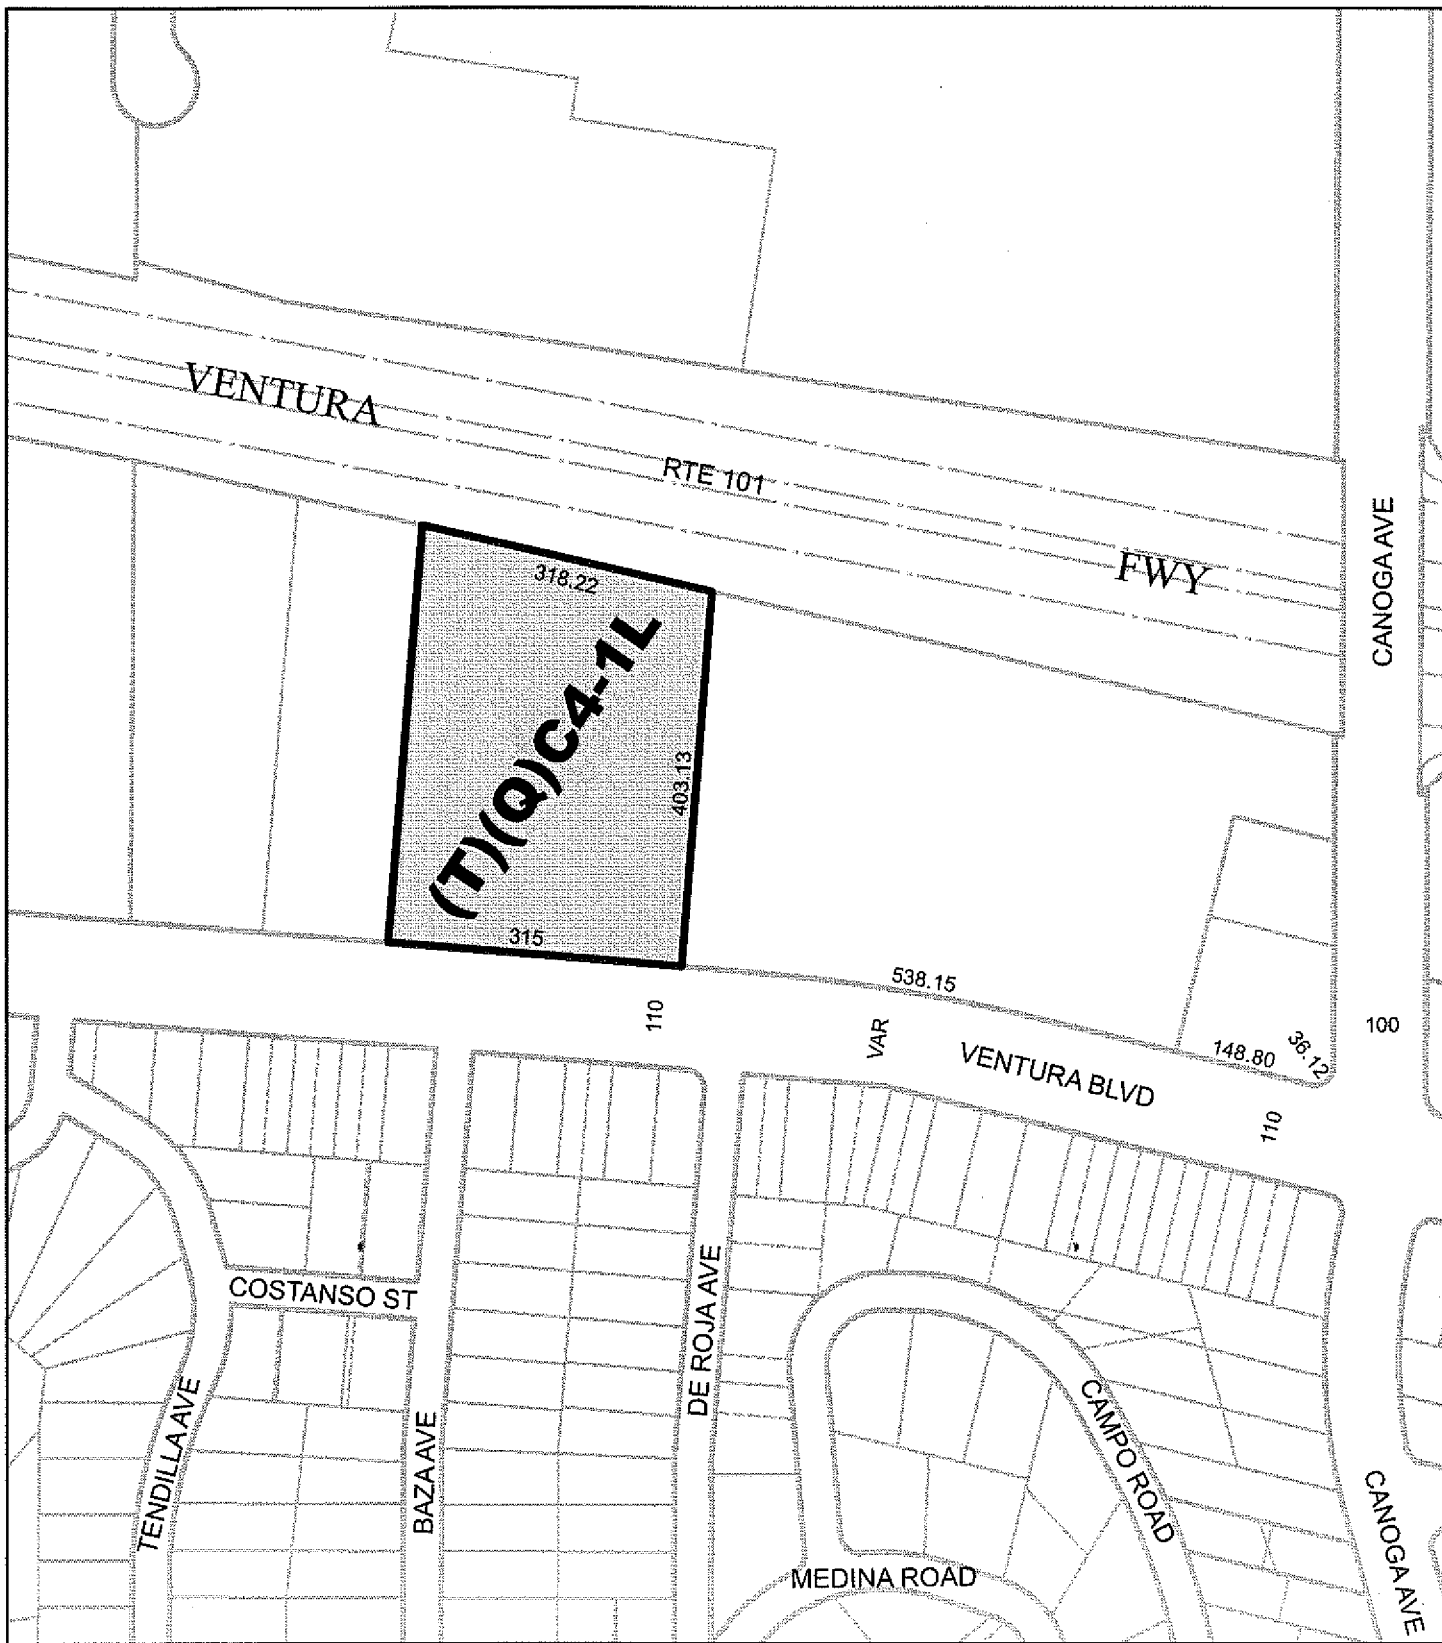 VENTURA
RTE 101
FWY
CANOGA AVE
318.22
(T)(Q)C4-1L
403.13
315
538.15
110
VAR
VENTURA BLVD
148.80
36.12
100
110
COSTANSO ST
DE ROJA AVE
TENDILLA AVE
BAZA AVE
CAMPO ROAD
MEDINA ROAD
CANOGA AVE